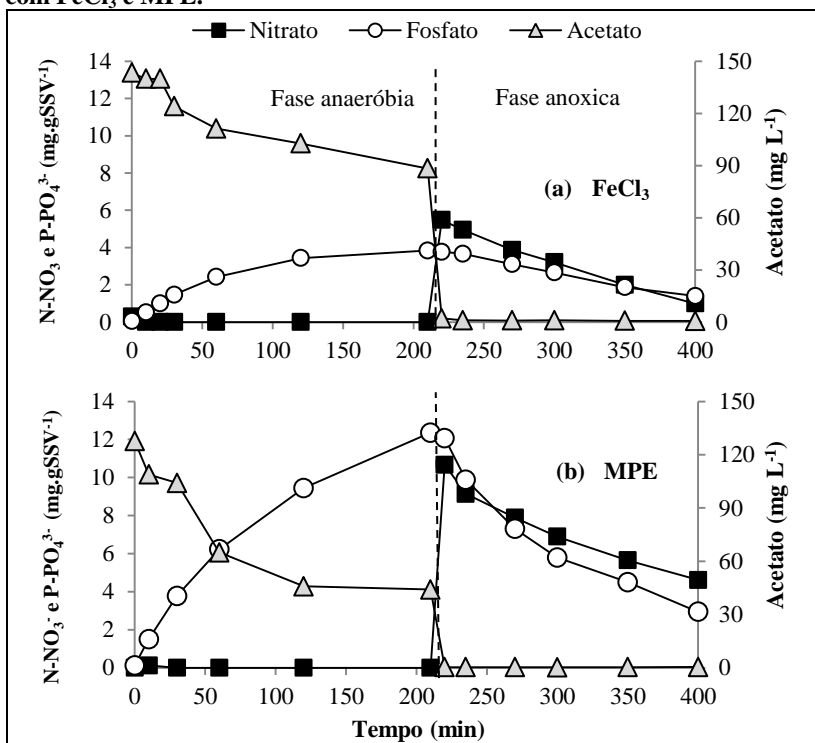 com FeCl₃ e MPE.
Nitrato Fosfato Acetato
14 150
12 120
10
8 90
6 60
4 30
2
0 0
N-NO₃ e P-PO₄³⁻ (mg.gSSV⁻¹)
Acetato (mg L⁻¹)
Fase anaeróbia Fase anoxica
(a) FeCl₃
0 50 100 150 200 250 300 350 400
14 150
12 120
10
8 90
6 60
4 30
2
0 0
N-NO₃⁻ e P-PO₄³⁻ (mg.gSSV⁻¹)
Acetato (mg L⁻¹)
(b) MPE
0 50 100 150 200 250 300 350 400
Tempo (min)